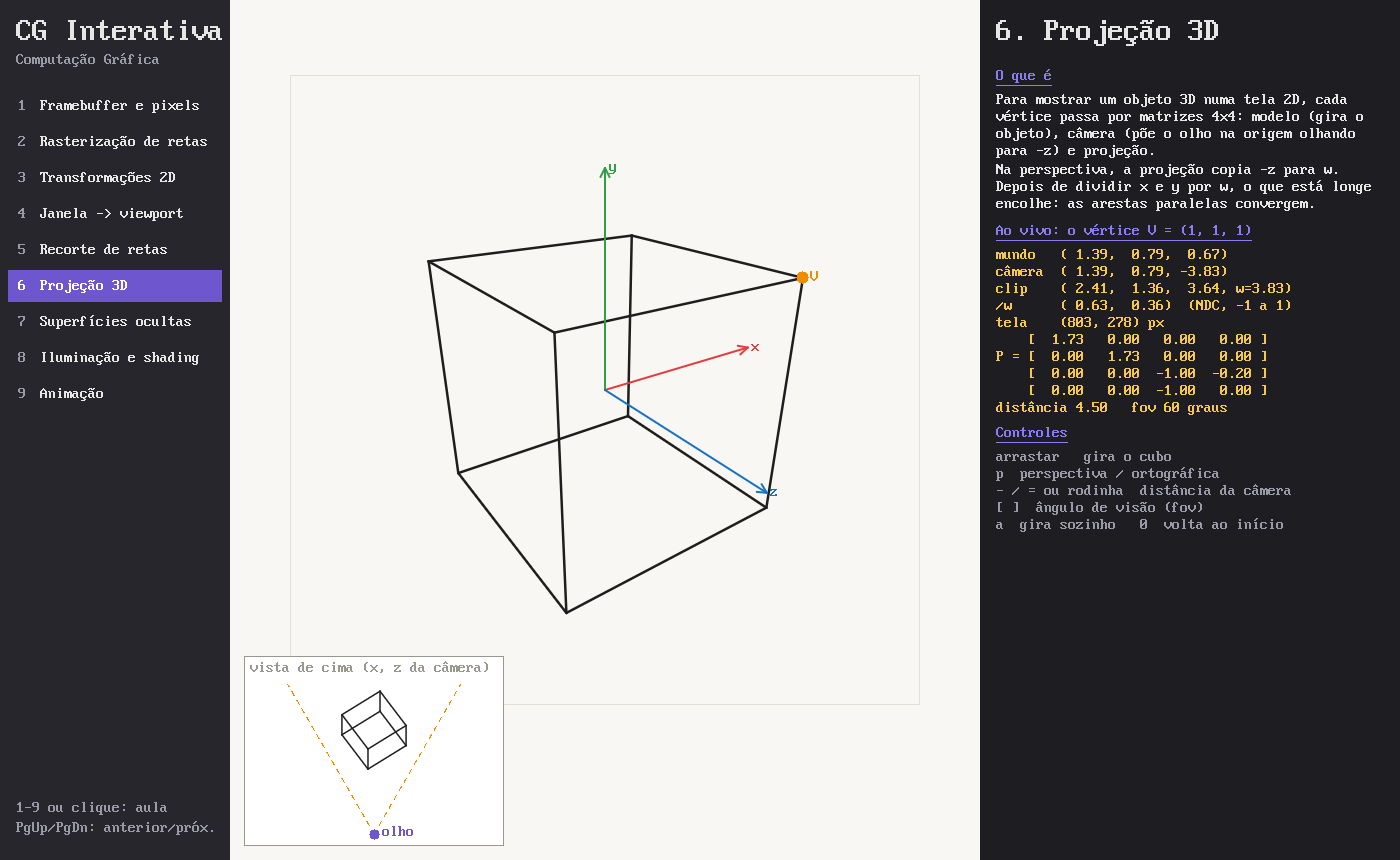 CG Interativa
Computação Gráfica
1 Framebuffer e pixels
2 Rasterização de retas
3 Transformações 2D
4 Janela -> viewport
5 Recorte de retas
6 Projeção 3D
7 Superfícies ocultas
8 Iluminação e shading
9 Animação
1-9 ou clique: aula
PgUp/PgDn: anterior/próx.
y
V
x
z
vista de cima (x, z da câmera)
olho
6. Projeção 3D
O que é
Para mostrar um objeto 3D numa tela 2D, cada
vértice passa por matrizes 4x4: modelo (gira o
objeto), câmera (põe o olho na origem olhando
para -z) e projeção.
Na perspectiva, a projeção copia -z para w.
Depois de dividir x e y por w, o que está longe
encolhe: as arestas paralelas convergem.
Ao vivo: o vértice V = (1, 1, 1)
mundo ( 1.39, 0.79, 0.67)
câmera ( 1.39, 0.79, -3.83)
clip ( 2.41, 1.36, 3.64, w=3.83)
/w ( 0.63, 0.36) (NDC, -1 a 1)
tela (803, 278) px
[ 1.73 0.00 0.00 0.00 ]
P = [ 0.00 1.73 0.00 0.00 ]
[ 0.00 0.00 -1.00 -0.20 ]
[ 0.00 0.00 -1.00 0.00 ]
distância 4.50 fov 60 graus
Controles
arrastar gira o cubo
p perspectiva / ortográfica
- / = ou rodinha distância da câmera
[ ] ângulo de visão (fov)
a gira sozinho 0 volta ao início